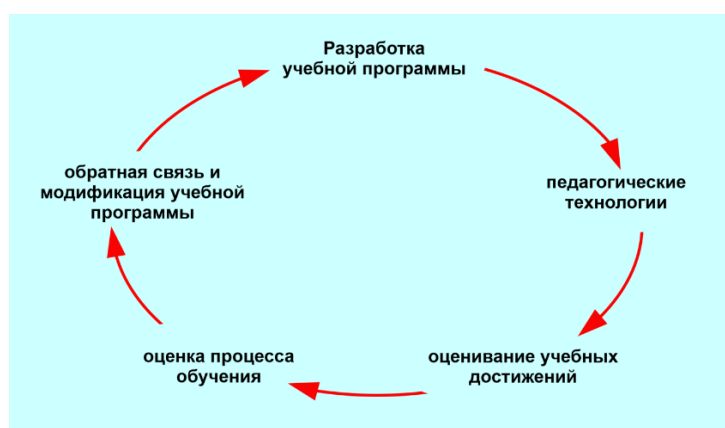 Разработка
учебной программы
педагогические
технологии
оценивание учебных
достижений
оценка процесса
обучения
обратная связь и
модификация учебной
программы